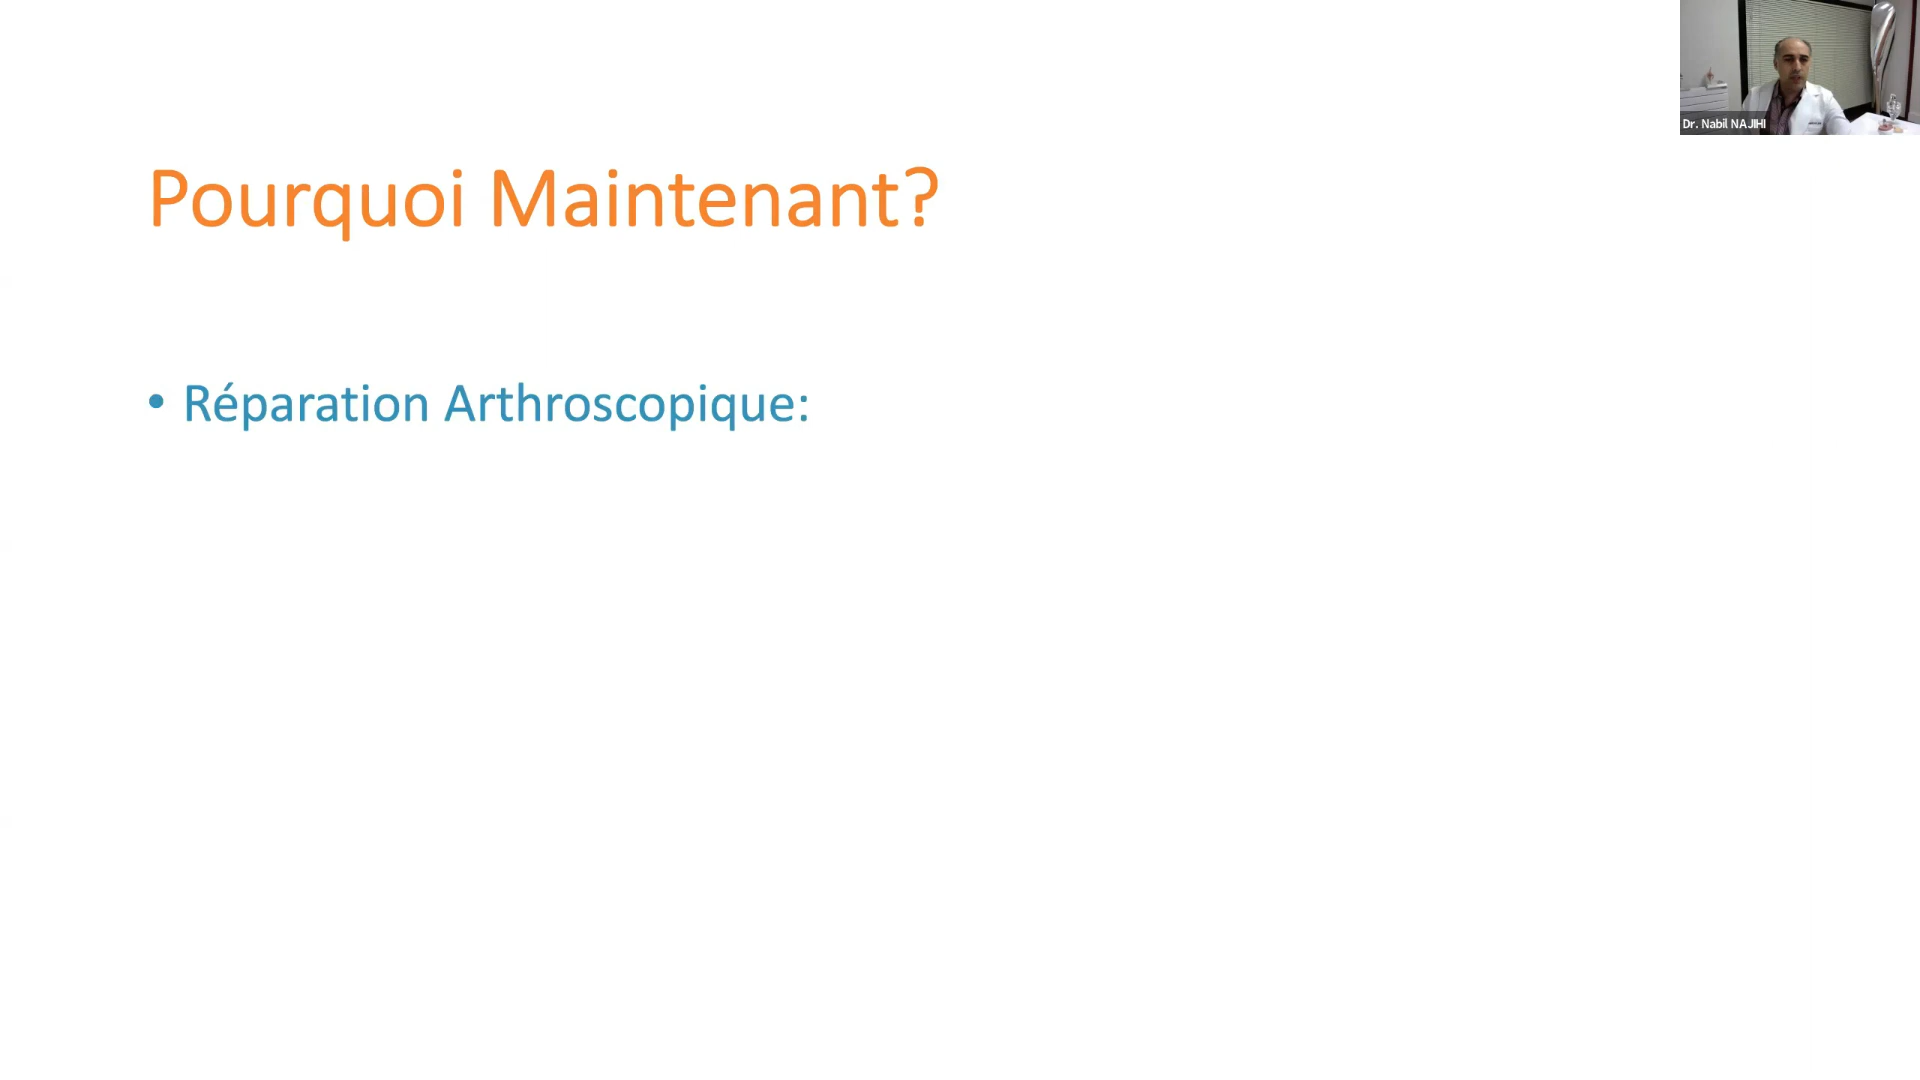 Dr. Nabil NAJIHI
Pourquoi Maintenant?
• Réparation Arthroscopique: